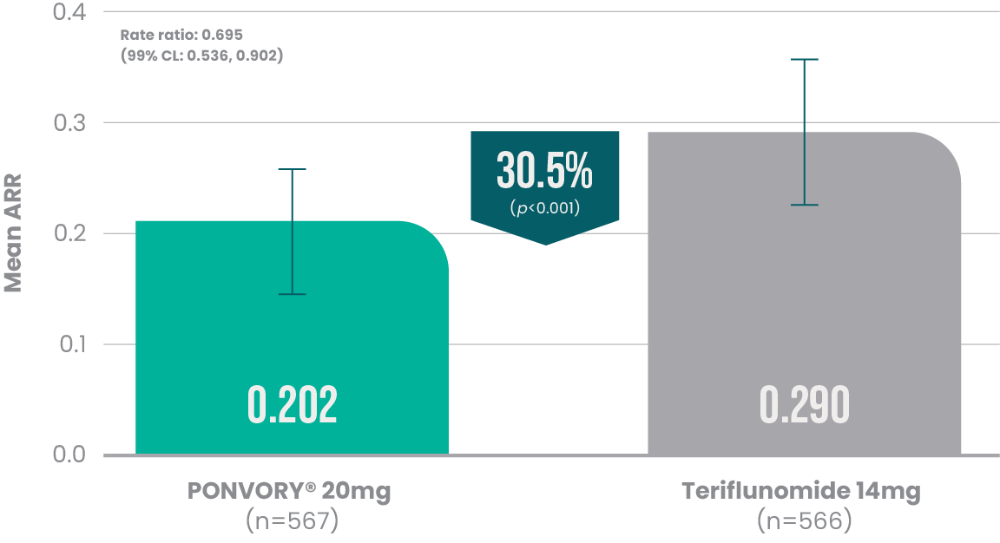 0.4
Rate ratio: 0.695
(99% CL: 0.536, 0.902)
0.3
30.5%
(p<0.001)
Mean ARR
0.2
0.1
0.202
0.290
0.0
PONVORY® 20mg
(n=567)
Teriflunomide 14mg
(n=566)